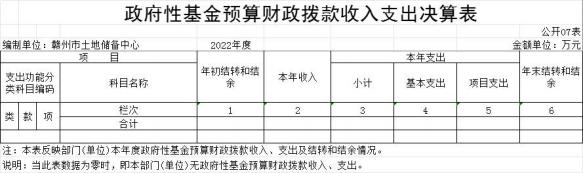 政府性基金预算财政拨款收入支出决算表
公开07表
编制单位：赣州市土地储备中心 2022年度 金额单位：万元
项 目 年初结转和结余 本年收入 本年支出 年末结转和结余
支出功能分类科目编码 科目名称 小计 基本支出 项目支出
类 款 项 栏次 1 2 3 4 5 6
合计
注：本表反映部门(单位)本年度政府性基金预算财政拨款收入、支出及结转和结余情况。
说明：当此表数据为零时，即本部门(单位)无政府性基金预算财政拨款收入、支出。